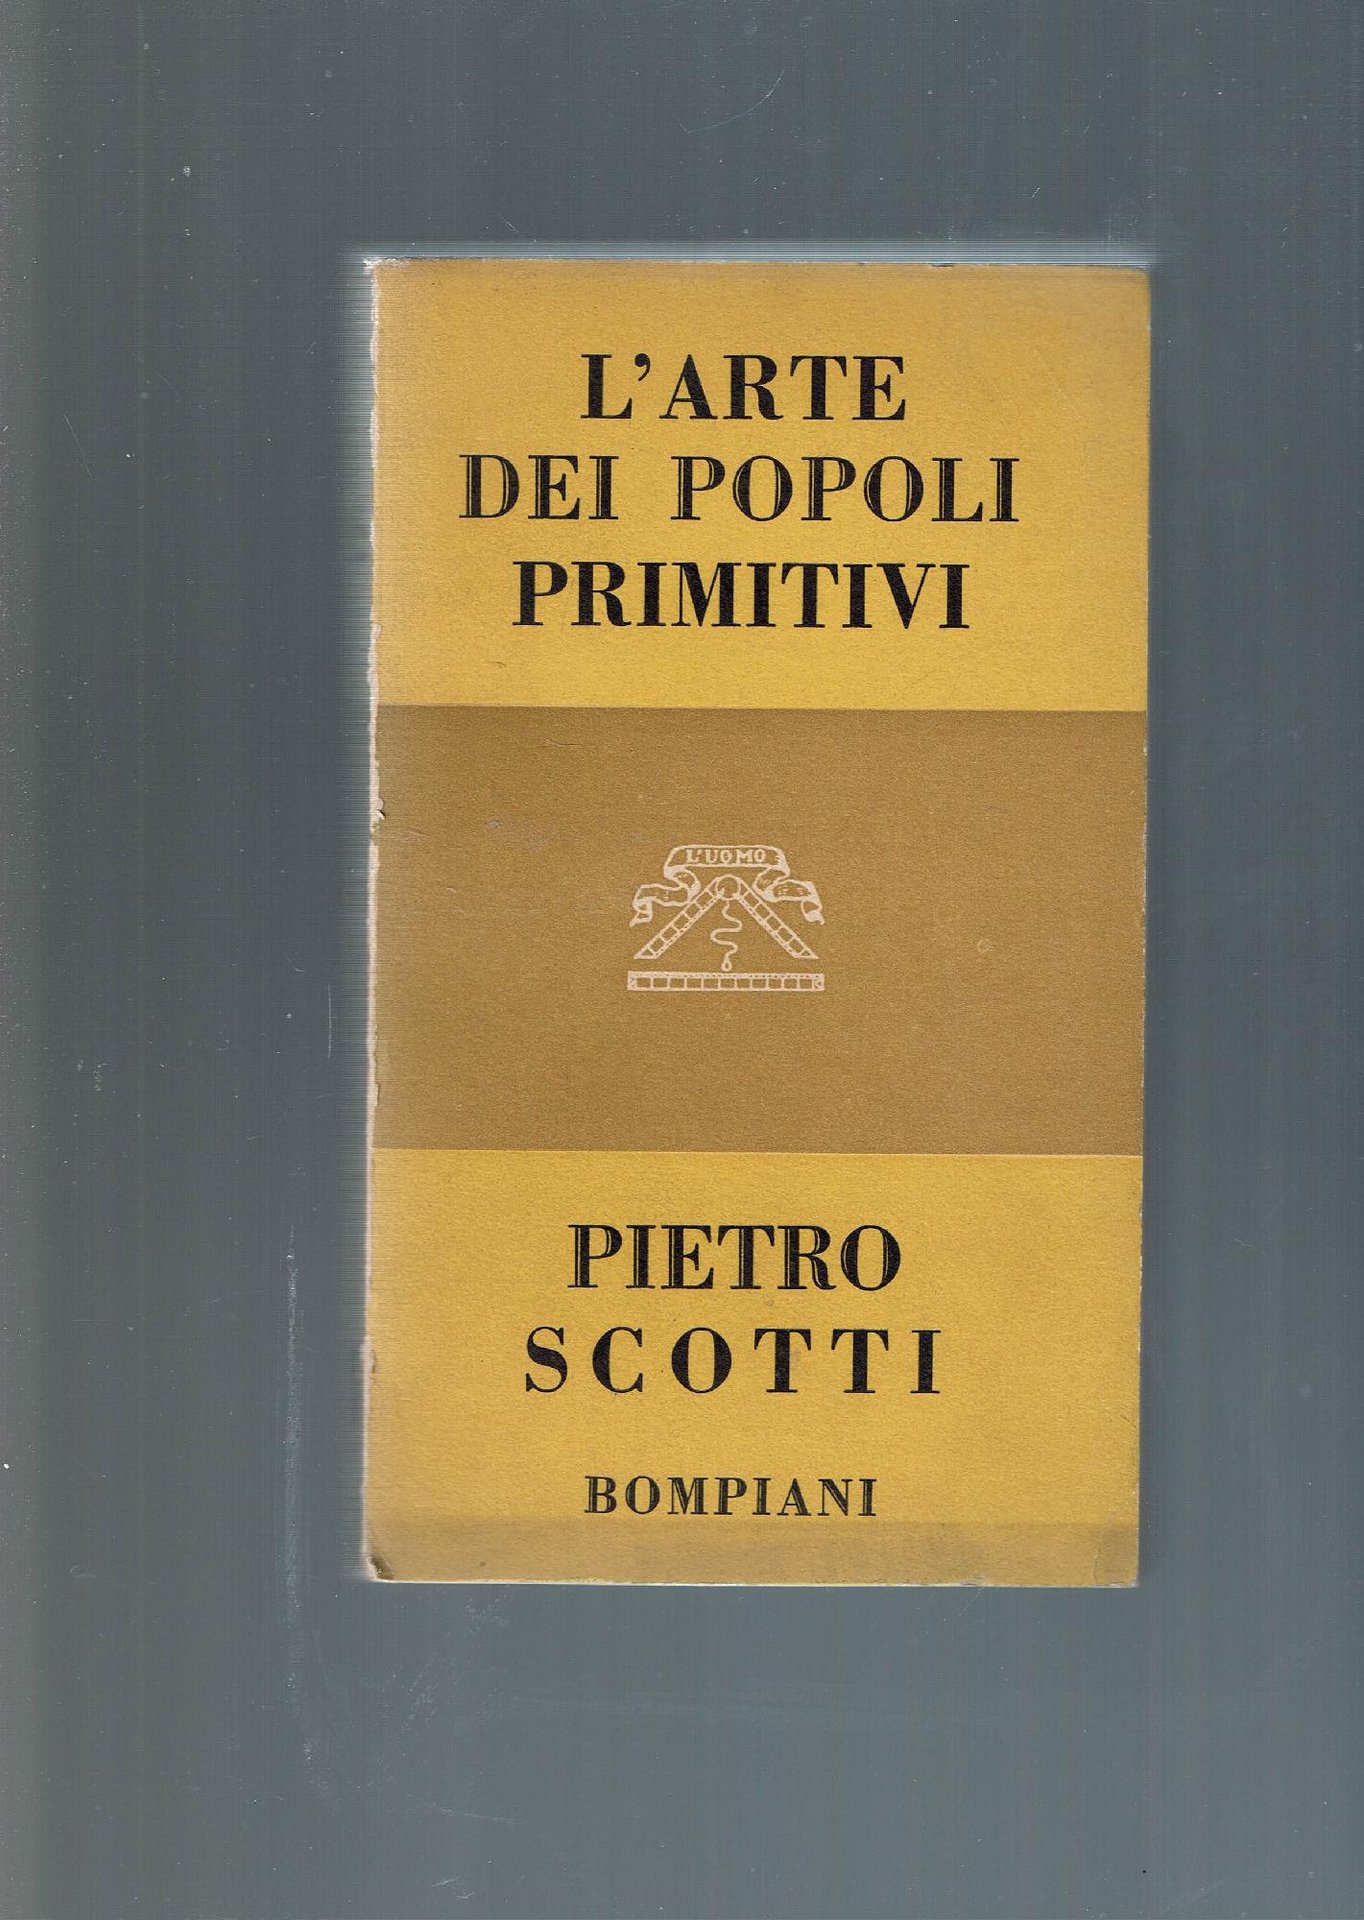 L'ARTE
DEI POPOLI
PRIMITIVI
L'UOMO
PIETRO
SCOTTI
BOMPIANI